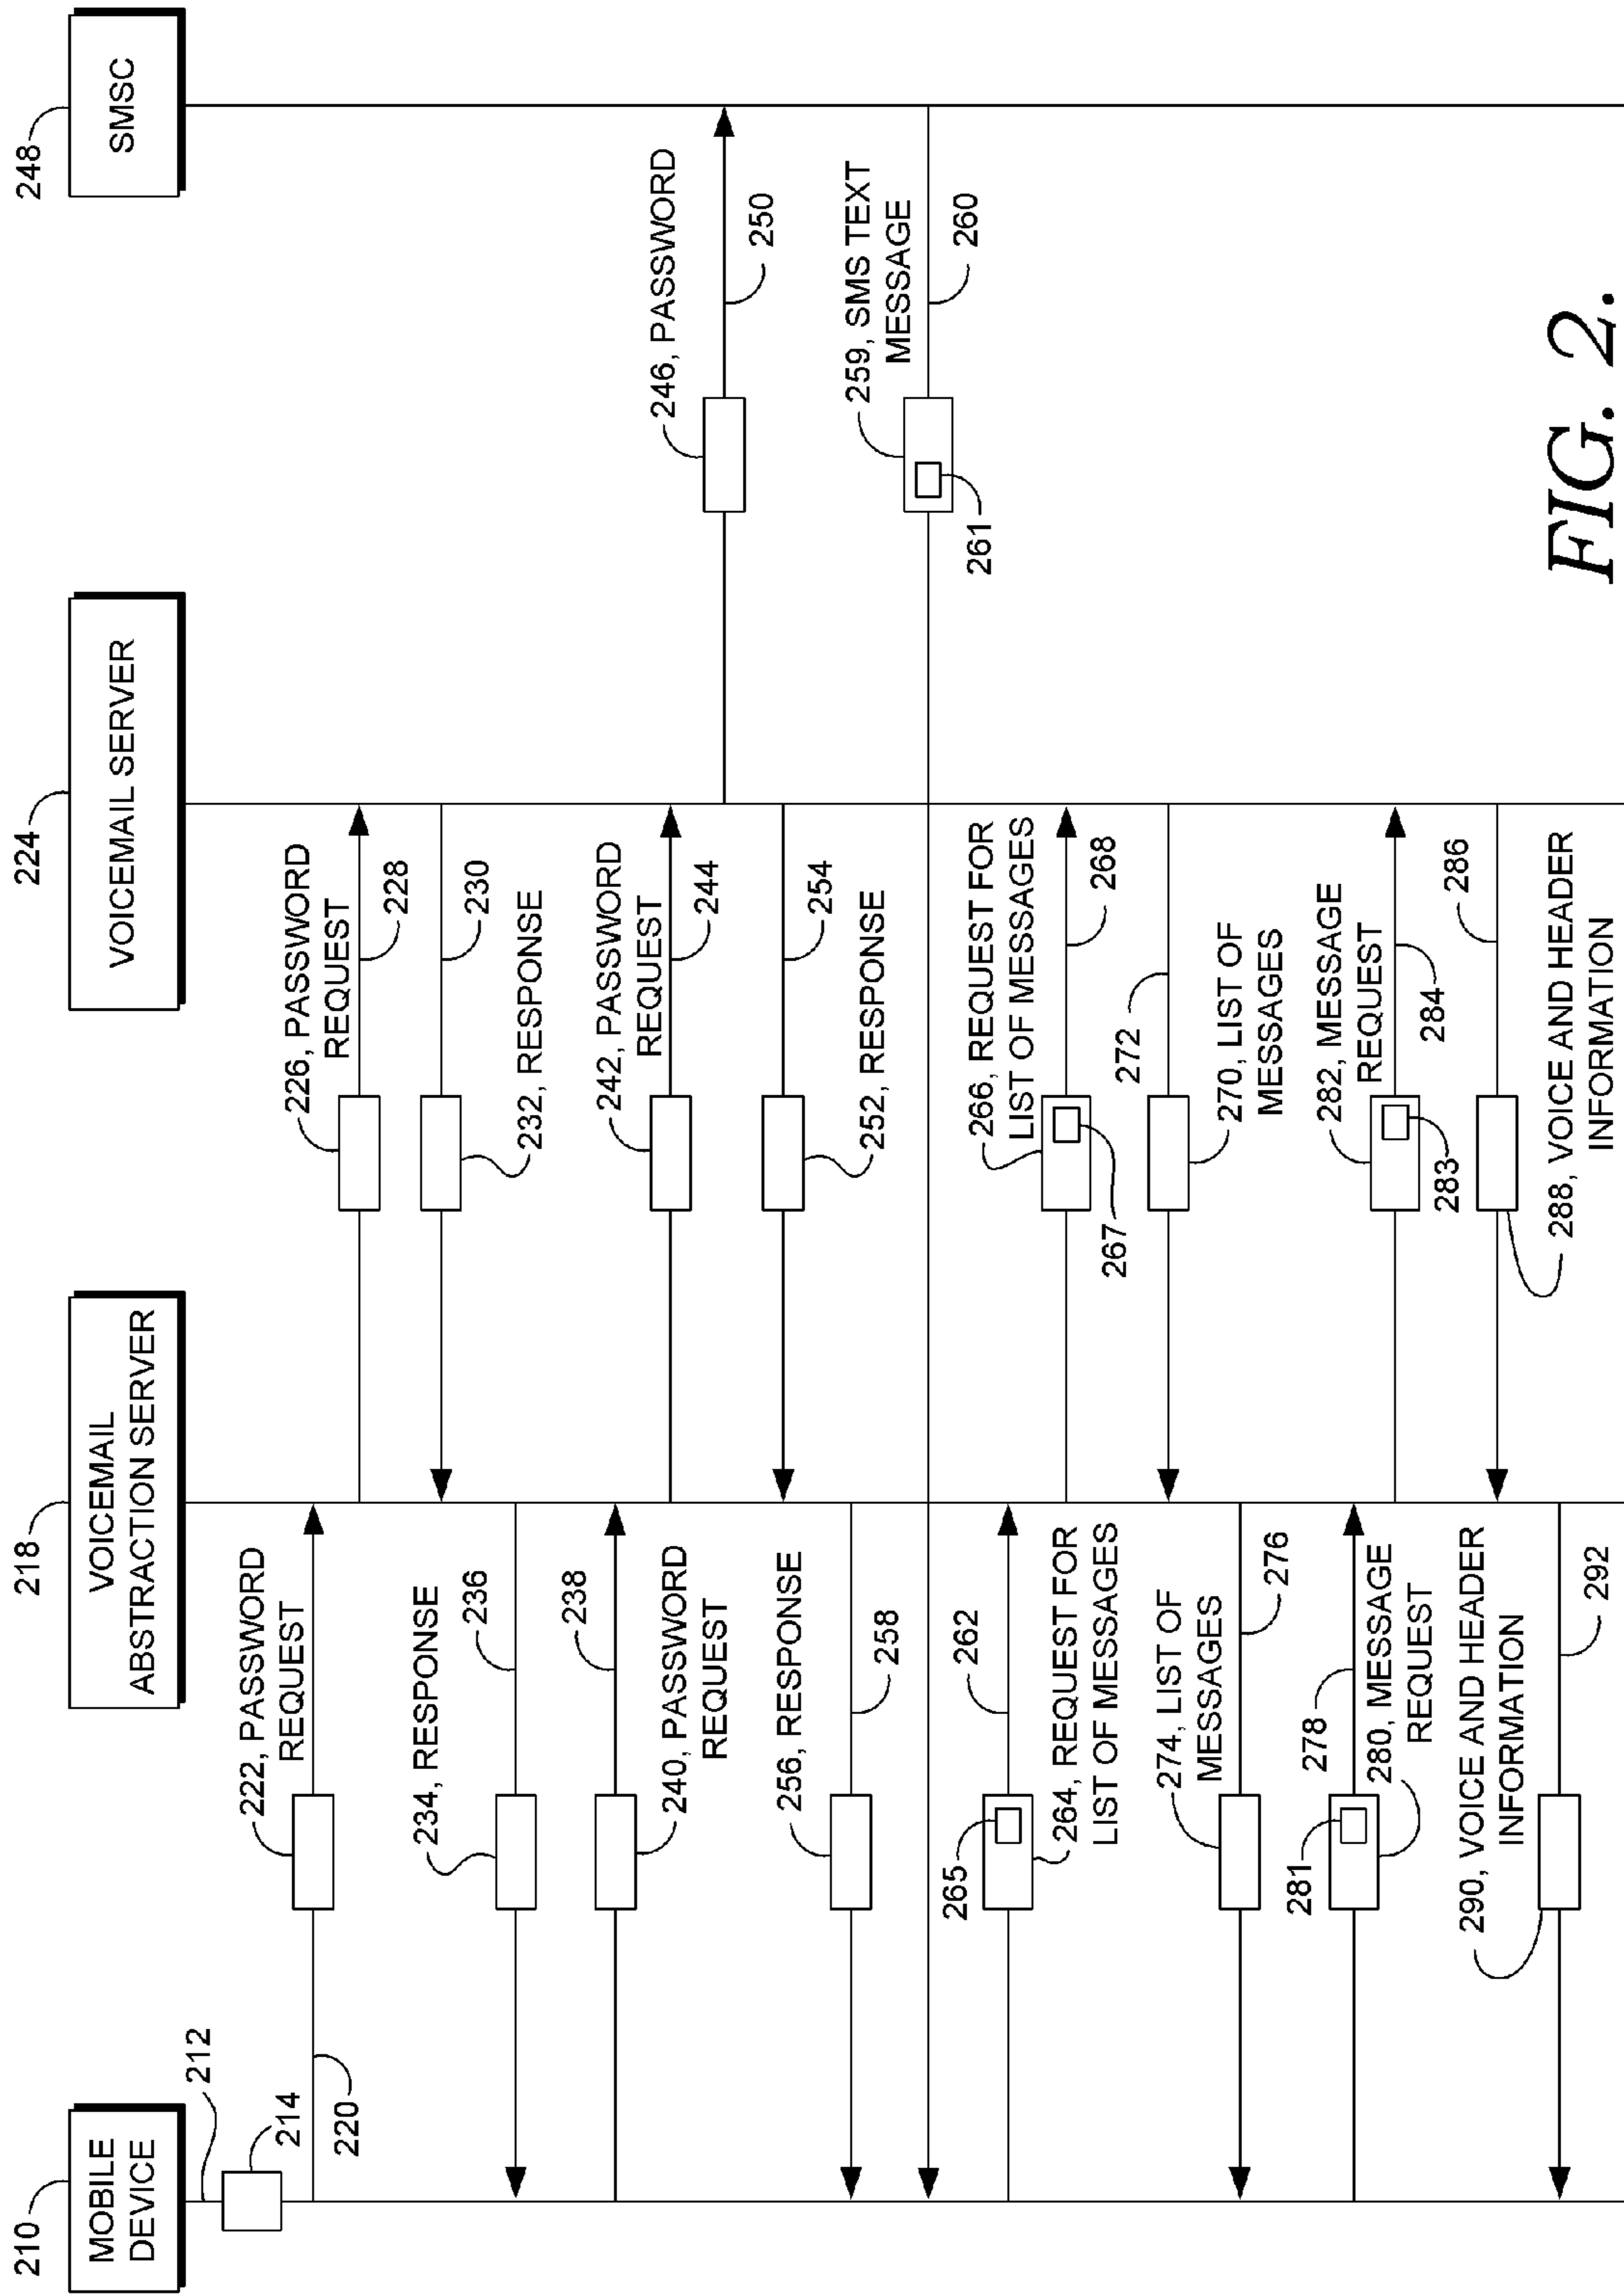 210
MOBILE
DEVICE
218
VOICEMAIL
ABSTRACTION SERVER
224
VOICEMAIL SERVER
248
SMSC
212
214
222, PASSWORD
REQUEST
220
226, PASSWORD
REQUEST
228
230
232, RESPONSE
234, RESPONSE
236
238
240, PASSWORD
REQUEST
242, PASSWORD
REQUEST
244
246, PASSWORD
250
254
252, RESPONSE
256, RESPONSE
258
259, SMS TEXT
MESSAGE
260
261
262
265
264, REQUEST FOR
LIST OF MESSAGES
266, REQUEST FOR
LIST OF MESSAGES
268
267
272
270, LIST OF
MESSAGES
274, LIST OF
MESSAGES
276
278
281
280, MESSAGE
REQUEST
282, MESSAGE
REQUEST
284
283
286
288, VOICE AND HEADER
INFORMATION
290, VOICE AND HEADER
INFORMATION
292
FIG. 2.